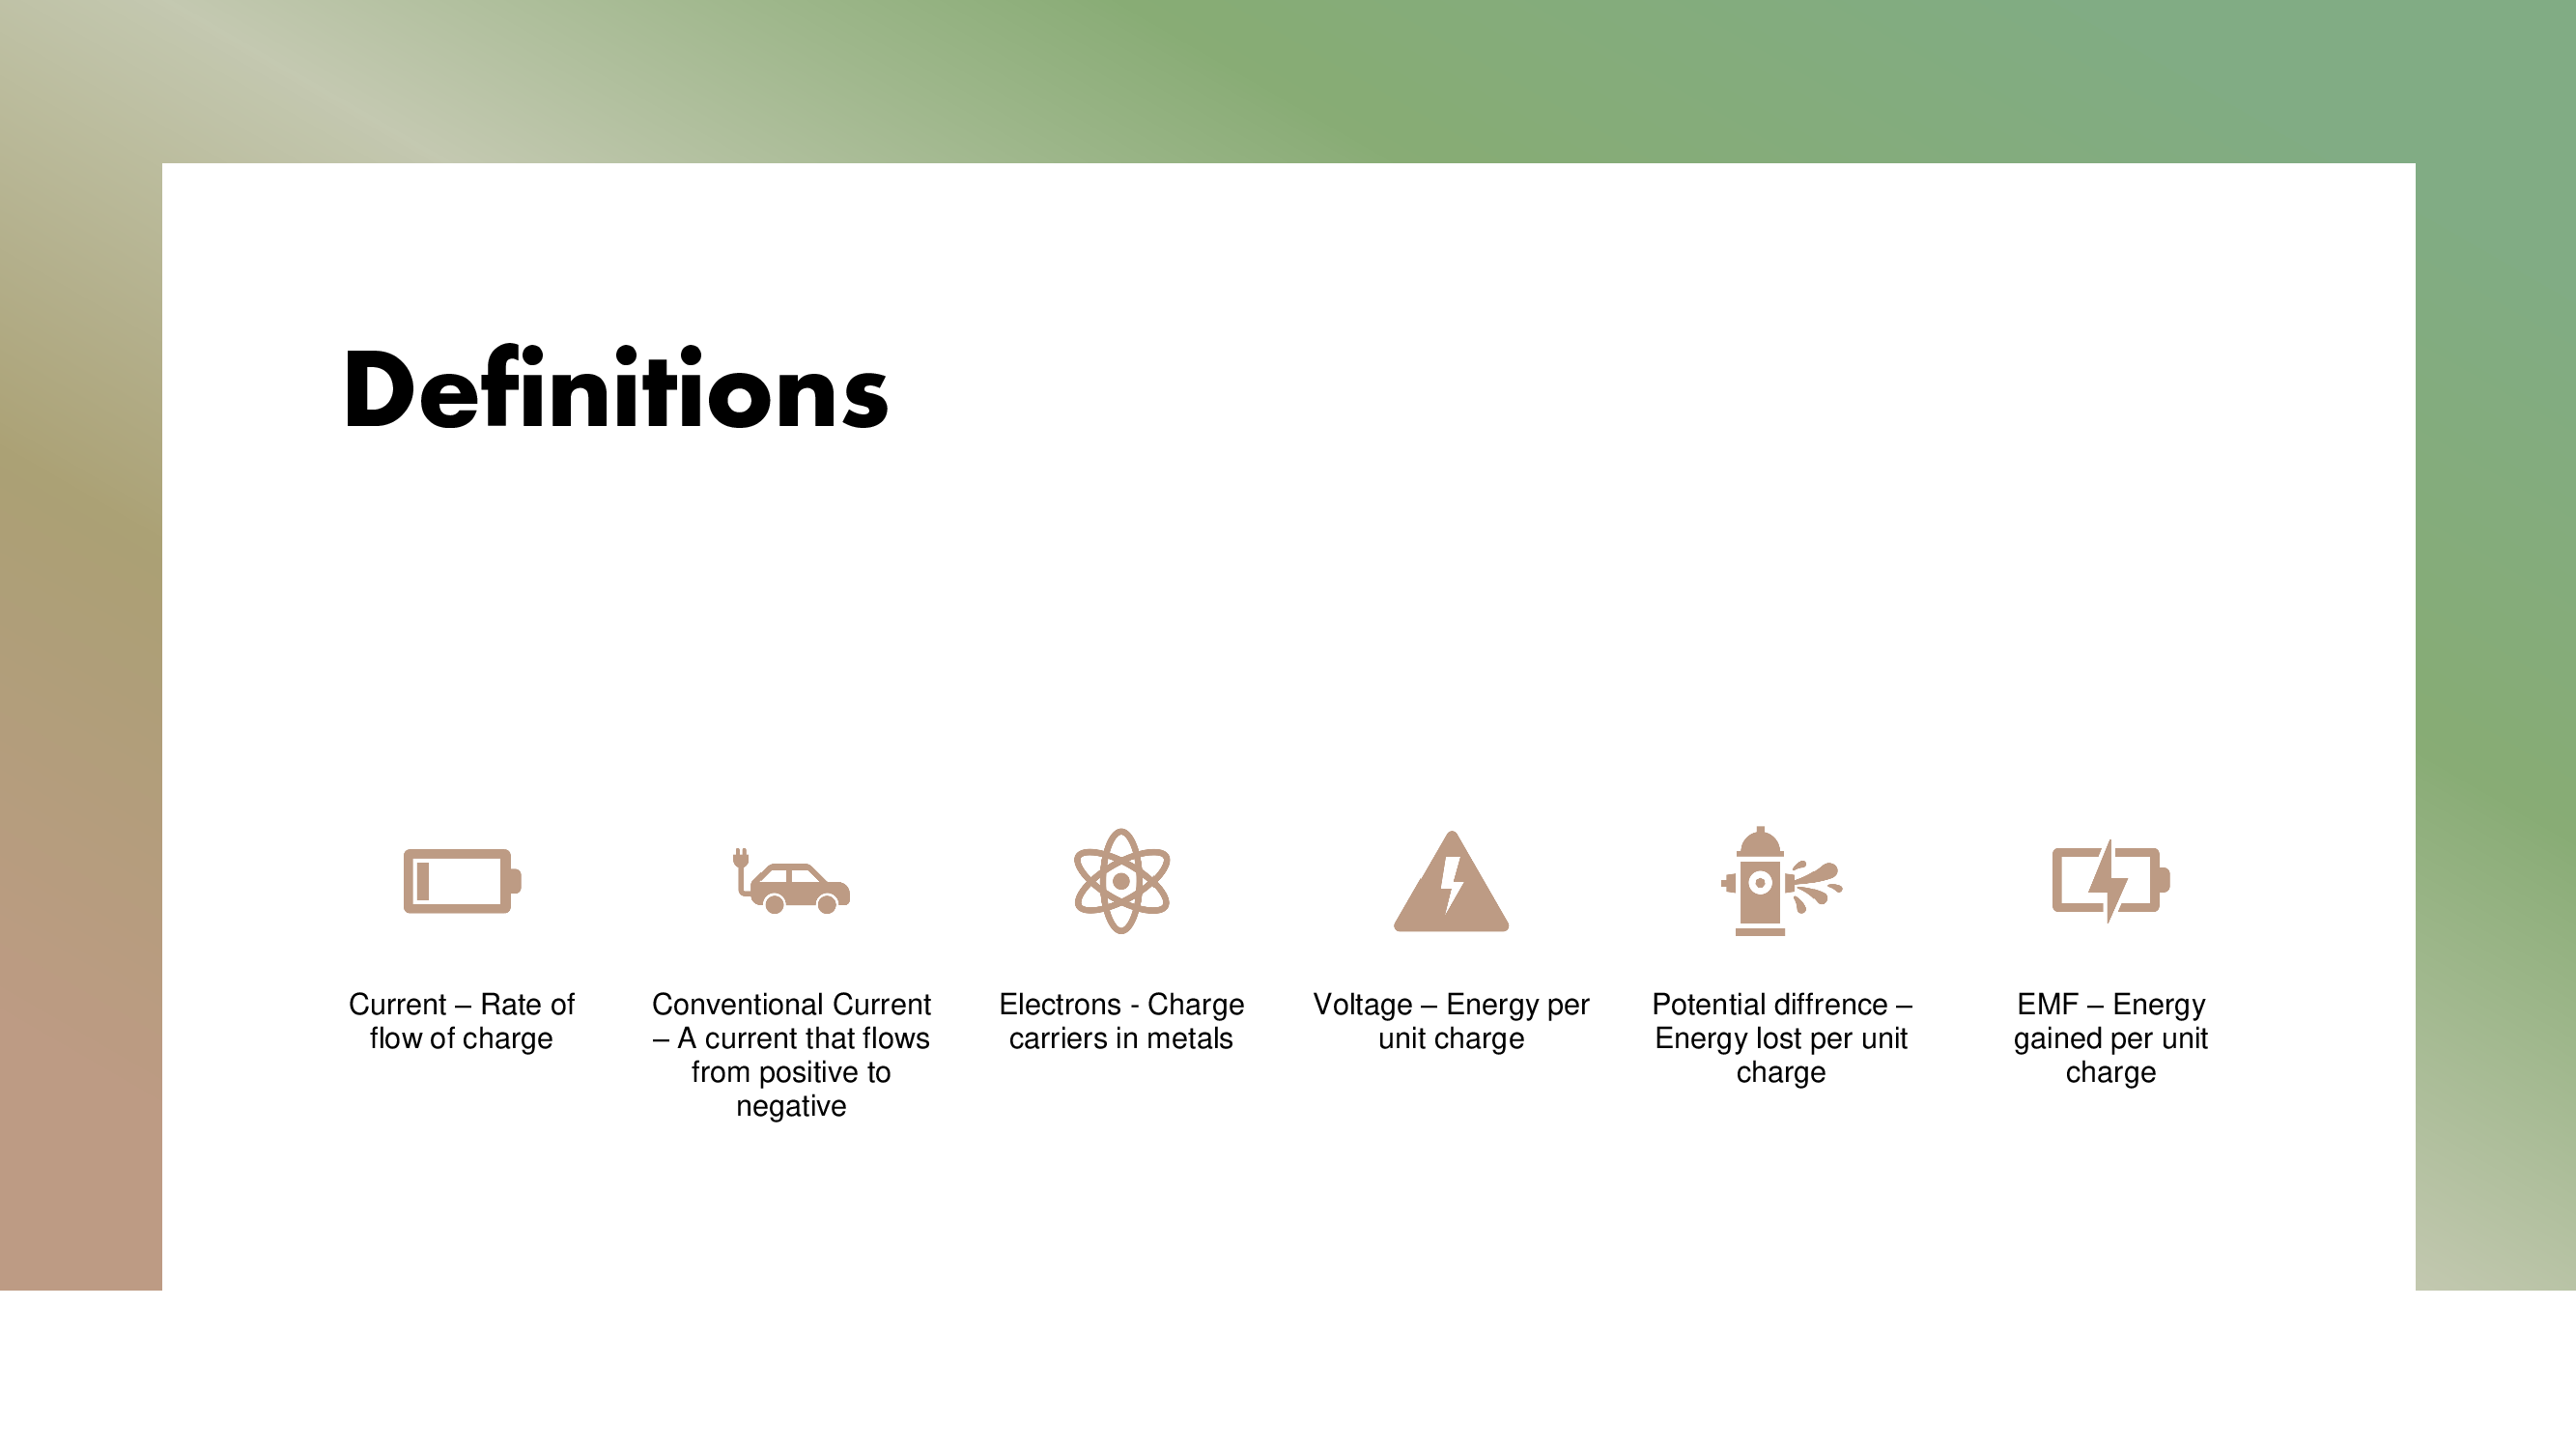 Definitions
Current – Rate of
flow of charge
Conventional Current
– A current that flows
from positive to
negative
Electrons - Charge
carriers in metals
Voltage – Energy per
unit charge
Potential diffrence –
Energy lost per unit
charge
EMF – Energy
gained per unit
charge